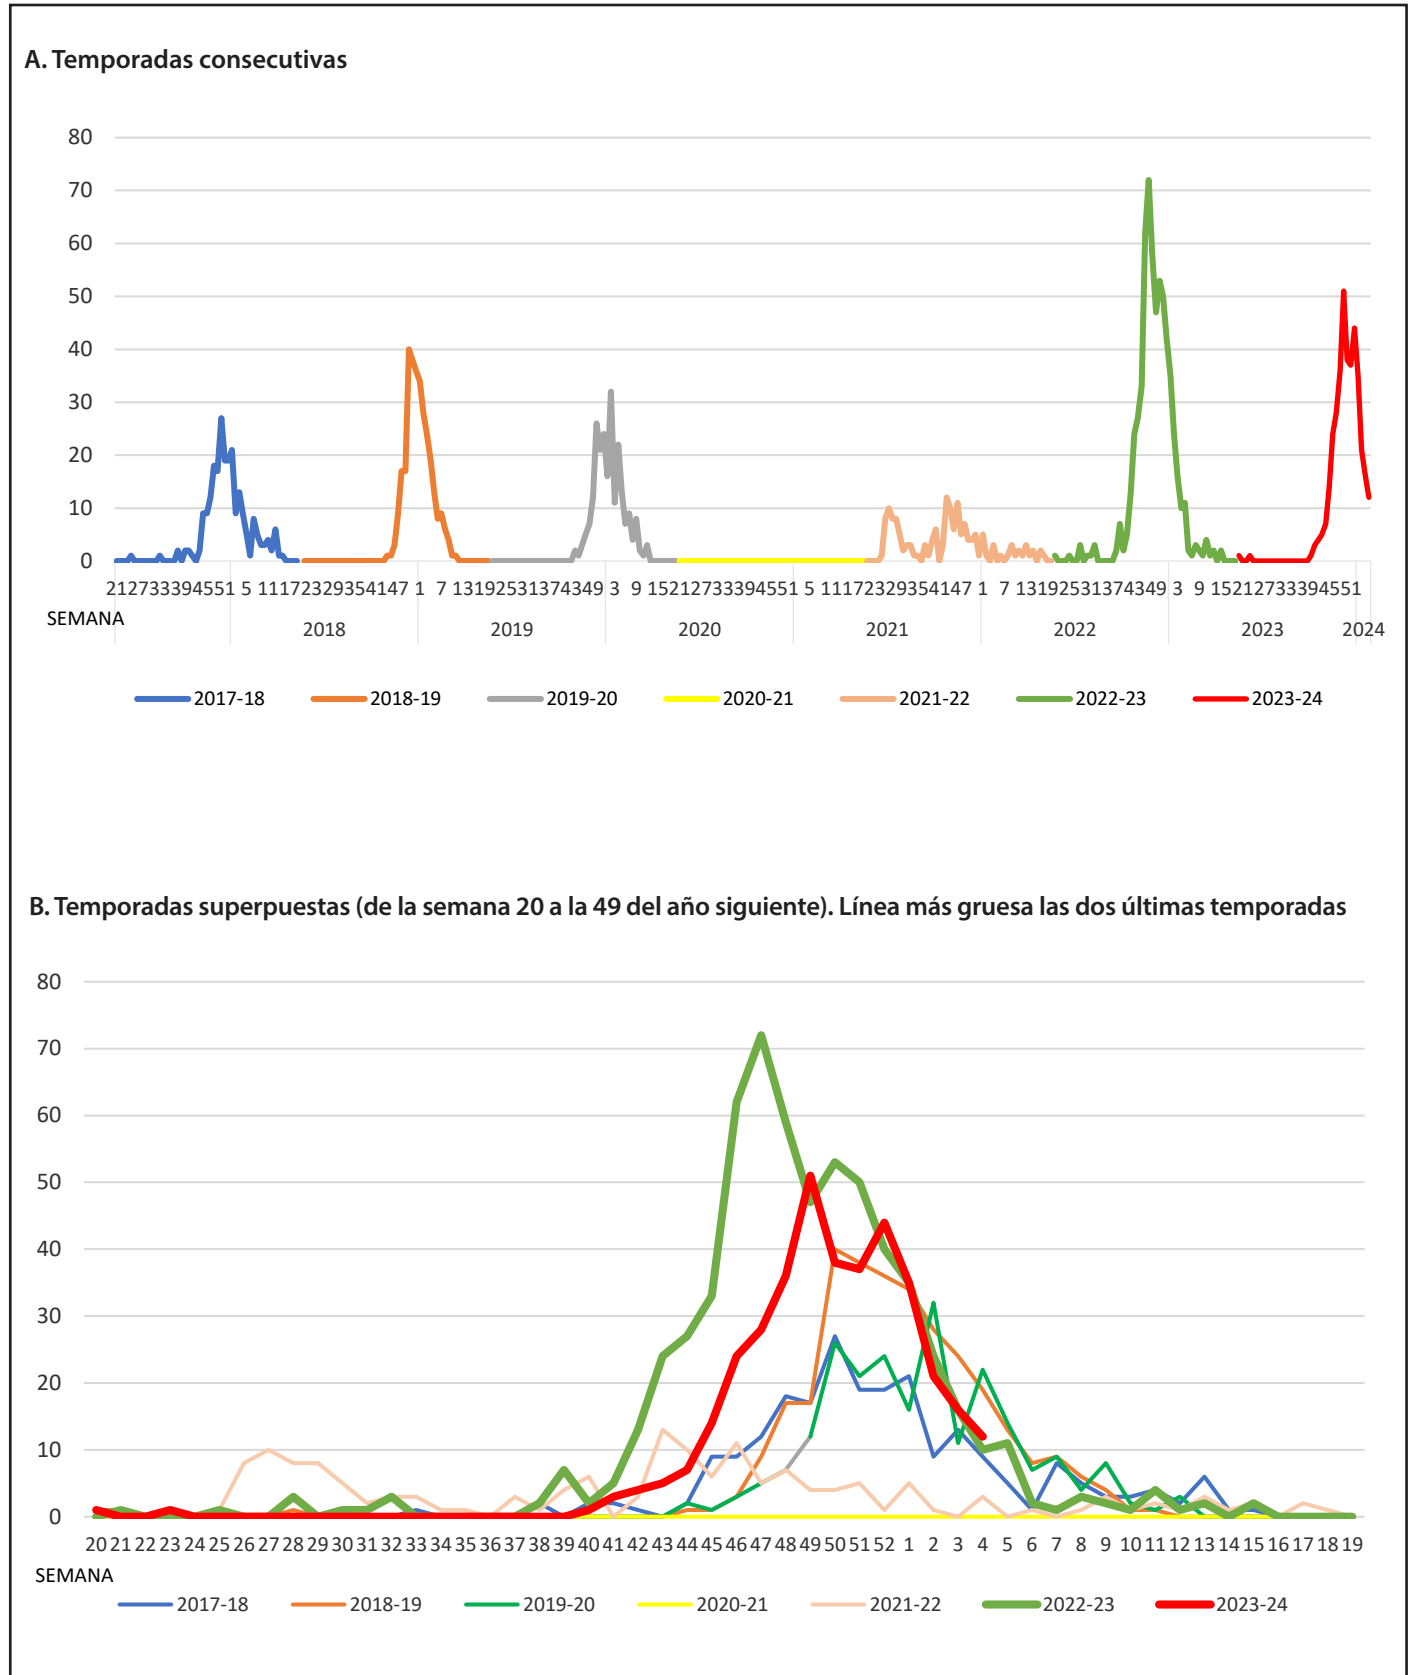 A. Temporadas consecutivas
80
70
60
50
40
30
20
10
0
212733394551 5 11172329354147 1 7 131925313743493 9 15212733394551 5 111723293541471 7 13192531374349 3 9 15212733394551
SEMANA
2018 2019 2020 2021 2022 2023 2024
2017-18 2018-19 2019-20 2020-21 2021-22 2022-23 2023-24
B. Temporadas superpuestas (de la semana 20 a la 49 del año siguiente). Línea más gruesa las dos últimas temporadas
80
70
60
50
40
30
20
10
0
20 21 22 23 24 25 26 27 28 29 30 31 32 33 34 35 36 37 38 39 40 41 42 43 44 45 46 47 48 49 50 51 52 1 2 3 4 5 6 7 8 9 10 11 12 13 14 15 16 17 18 19
SEMANA
2017-18 2018-19 2019-20 2020-21 2021-22 2022-23 2023-24